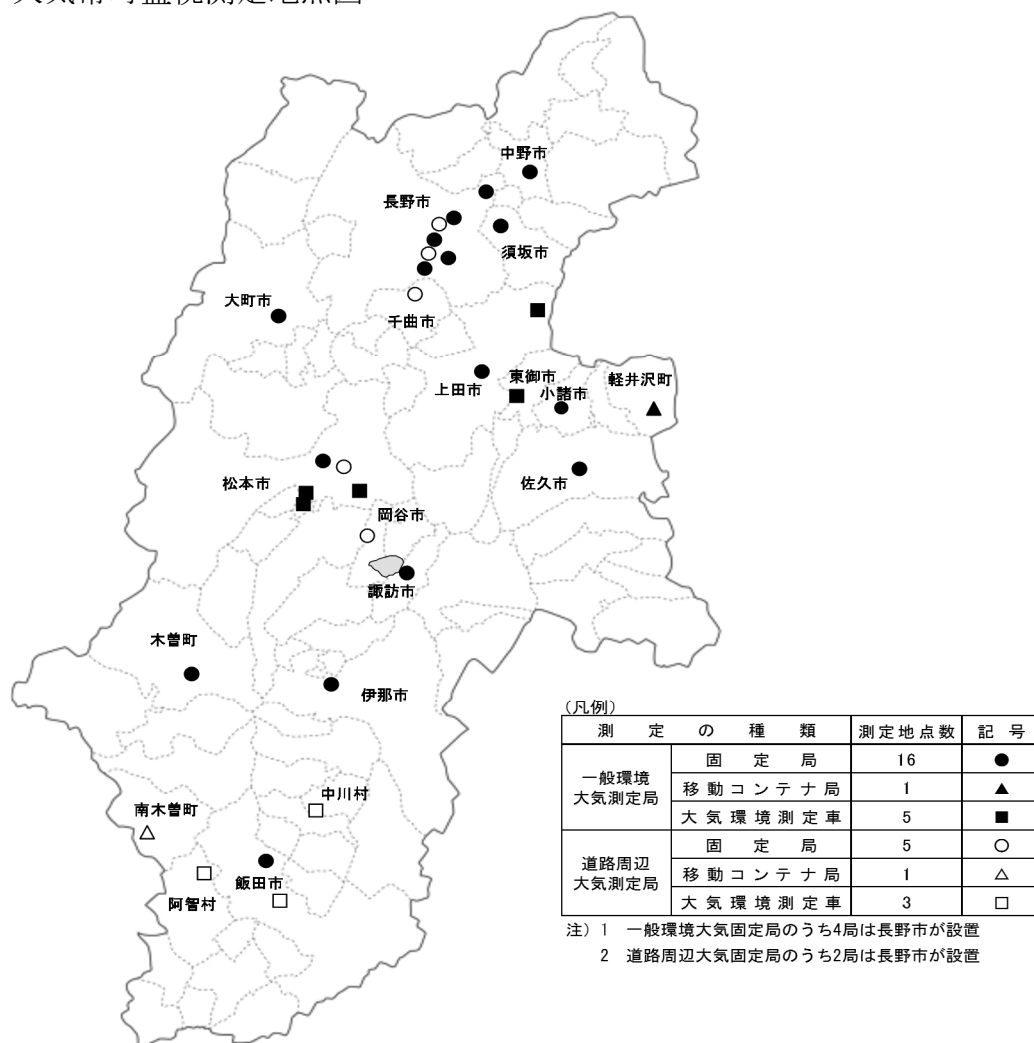 大気常時監視測定地点図
中野市
長野市
須坂市
大町市
千曲市
上田市
東御市
小諸市
軽井沢町
松本市
佐久市
岡谷市
諏訪市
木曽町
伊那市
中川村
南木曽町
飯田市
阿智村
(凡例)
測定の種類 測定地点数 記号
一般環境大気測定局 固定局 16 ●
移動コンテナ局 1 ▲
大気環境測定車 5 ■
道路周辺大気測定局 固定局 5 ○
移動コンテナ局 1 △
大気環境測定車 3 □
注) 1 一般環境大気固定局のうち4局は長野市が設置
2 道路周辺大気固定局のうち2局は長野市が設置